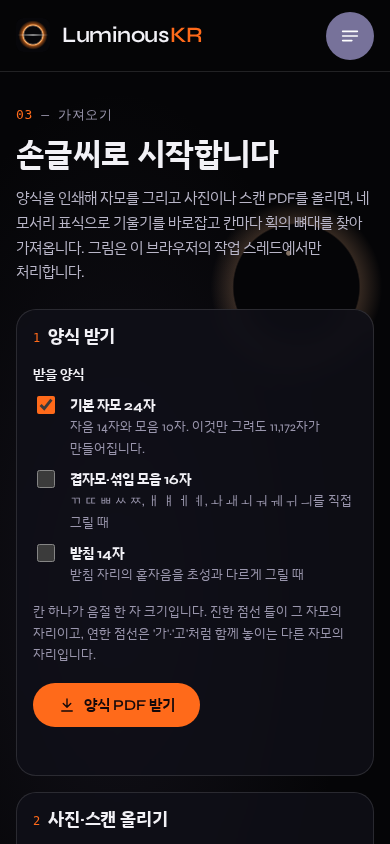 LuminousKR
03 — 가져오기
손글씨로 시작합니다
양식을 인쇄해 자모를 그리고 사진이나 스캔 PDF를 올리면, 네
모서리 표식으로 기울기를 바로잡고 칸마다 획의 뼈대를 찾아
가져옵니다. 그림은 이 브라우저의 작업 스레드에서만
처리합니다.
1 양식 받기
받을 양식
기본 자모 24자
자음 14자와 모음 10자. 이것만 그려도 11,172자가
만들어집니다.
겹자모·섞임 모음 16자
ㄲ ㄸ ㅃ ㅆ ㅉ, ㅐ ㅒ ㅔ ㅖ, ㅘ ㅙ ㅚ ㅝ ㅞ ㅟ ㅢ를 직접
그릴 때
받침 14자
받침 자리의 홑자음을 초성과 다르게 그릴 때
칸 하나가 음절 한 자 크기입니다. 진한 점선 틀이 그 자모의
자리이고, 연한 점선은 '가'·'고'처럼 함께 놓이는 다른 자모의
자리입니다.
양식 PDF 받기
2 사진·스캔 올리기